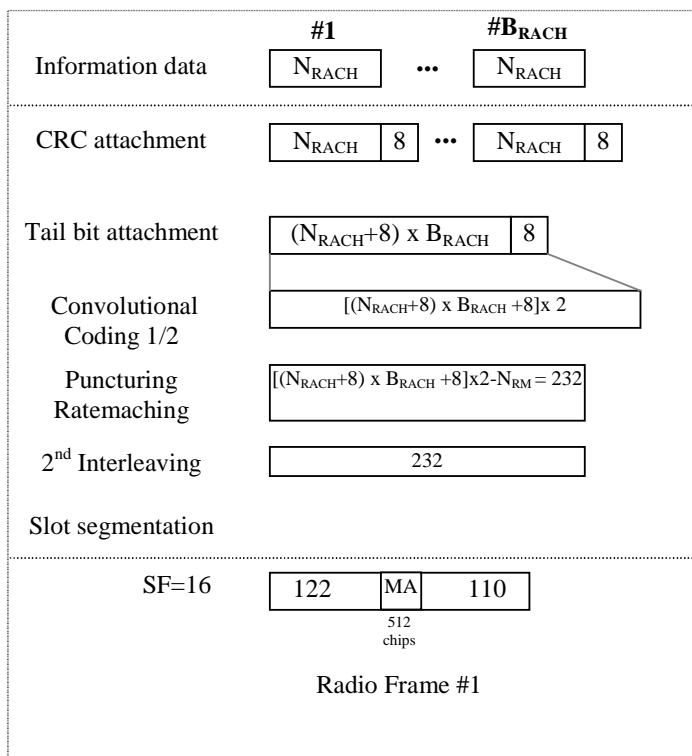 #1 #B_RACH
Information data N_RACH ••• N_RACH
CRC attachment N_RACH 8 ••• N_RACH 8
Tail bit attachment (N_RACH+8) x B_RACH 8
Convolutional
Coding 1/2
[(N_RACH+8) x B_RACH +8]x 2
Puncturing
Ratemaching
[(N_RACH+8) x B_RACH +8]x2-N_RM = 232
2nd Interleaving 232
Slot segmentation
SF=16 122 MA 110
512
chips
Radio Frame #1